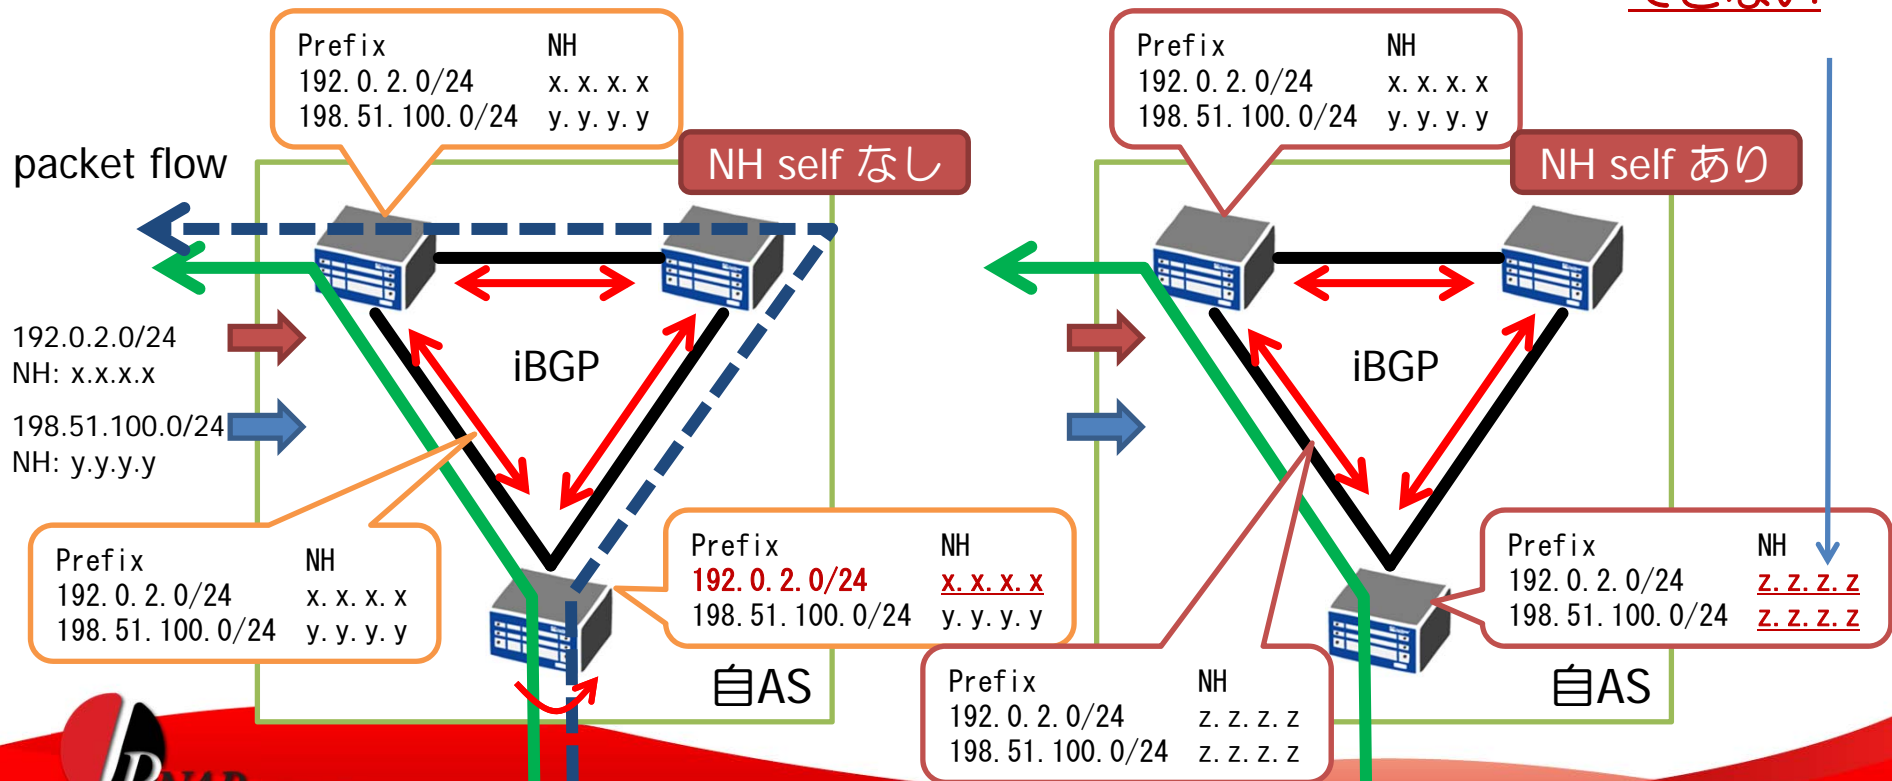 できない
Prefix NH
192.0.2.0/24 x.x.x.x
198.51.100.0/24 y.y.y.y
Prefix NH
192.0.2.0/24 x.x.x.x
198.51.100.0/24 y.y.y.y
packet flow
NH self なし
NH self あり
192.0.2.0/24
NH: x.x.x.x
198.51.100.0/24
NH: y.y.y.y
iBGP
iBGP
Prefix NH
192.0.2.0/24 x.x.x.x
198.51.100.0/24 y.y.y.y
Prefix NH
192.0.2.0/24 x.x.x.x
198.51.100.0/24 y.y.y.y
Prefix NH
192.0.2.0/24 z.z.z.z
198.51.100.0/24 z.z.z.z
自AS
自AS
Prefix NH
192.0.2.0/24 z.z.z.z
198.51.100.0/24 z.z.z.z